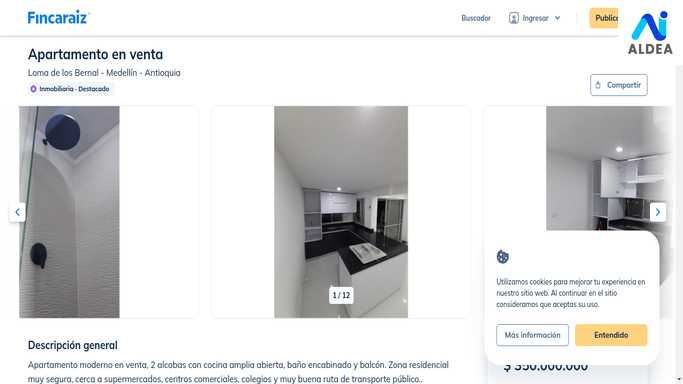 Fincaraíz
Buscador
Ingresar
Public
ALDEA
Apartamento en venta
Loma de los Bernal - Medellín - Antioquia
Inmobiliaria - Destacado
Compartir
1 / 12
Utilizamos cookies para mejorar tu experiencia en
nuestro sitio web. Al continuar en el sitio
consideramos que aceptas su uso.
Más información
Entendido
$ 350.000.000
Descripción general
Apartamento moderno en venta, 2 alcobas con cocina amplia abierta, baño encabinado y balcón. Zona residencial
muy segura, cerca a supermercados, centros comerciales, colegios y muy buena ruta de transporte público..